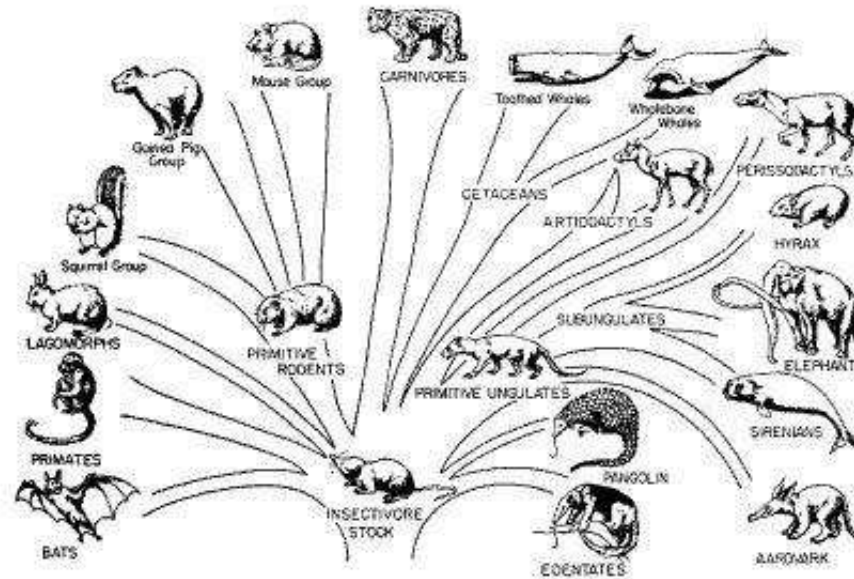 Mouse Group
CARNIVORES
Toothed Whales
Whalebone
Whales
Guinea Pig
Group
PERISSODACTYLS
CETACEANS
ARTIODACTYLS
HYRAX
Squirrel Group
SUBUNGULATES
LAGOMORPHS
PRIMITIVE
RODENTS
ELEPHANT
PRIMITIVE UNGULATES
SIRENIANS
PRIMATES
PANGOLIN
INSECTIVORE
STOCK
BATS
EDENTATES
AARDVARK